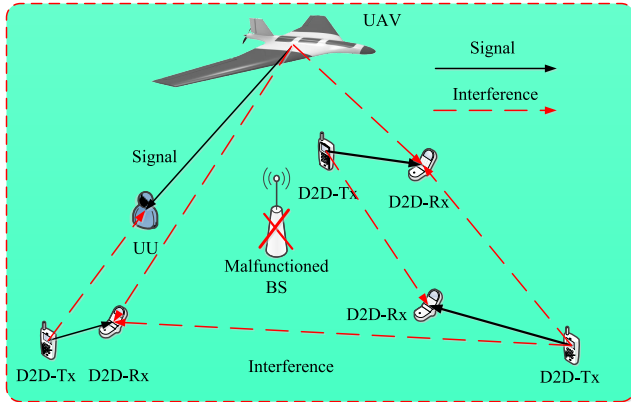 UAV
Signal
Interference
Signal
D2D-Tx
D2D-Rx
UU
Malfunctioned
BS
D2D-Rx
Interference
D2D-Tx
D2D-Rx
D2D-Tx